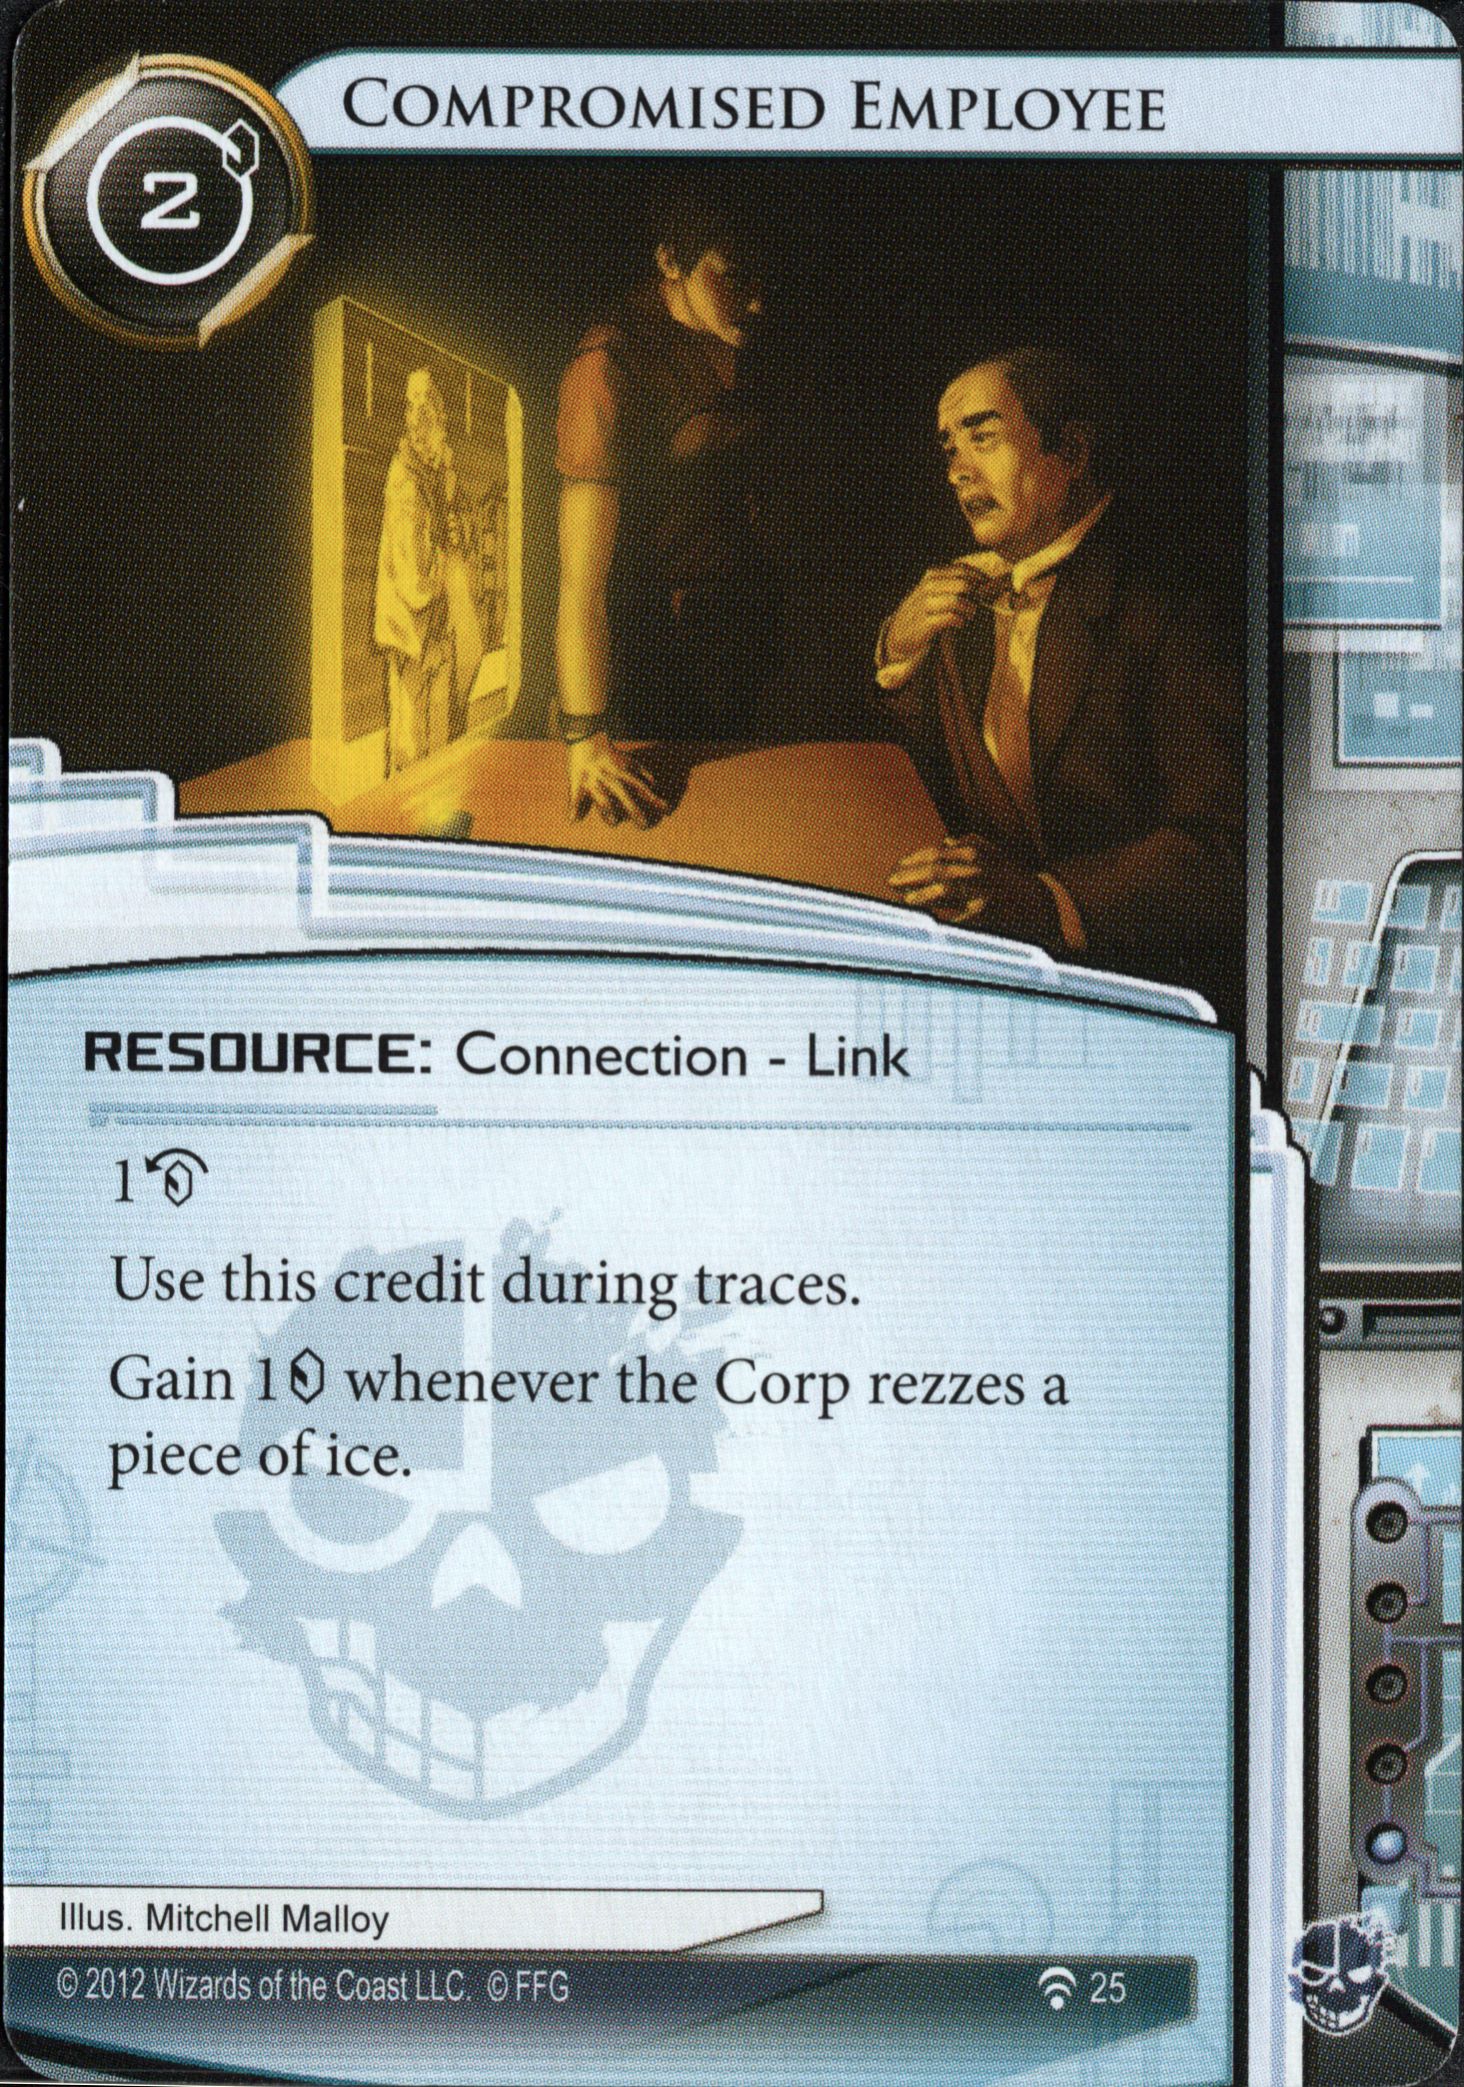 Compromised Employee
2
RESOURCE: Connection - Link
1
Use this credit during traces.
Gain 1 whenever the Corp rezzes a
piece of ice.
Illus. Mitchell Malloy
© 2012 Wizards of the Coast LLC. © FFG
25